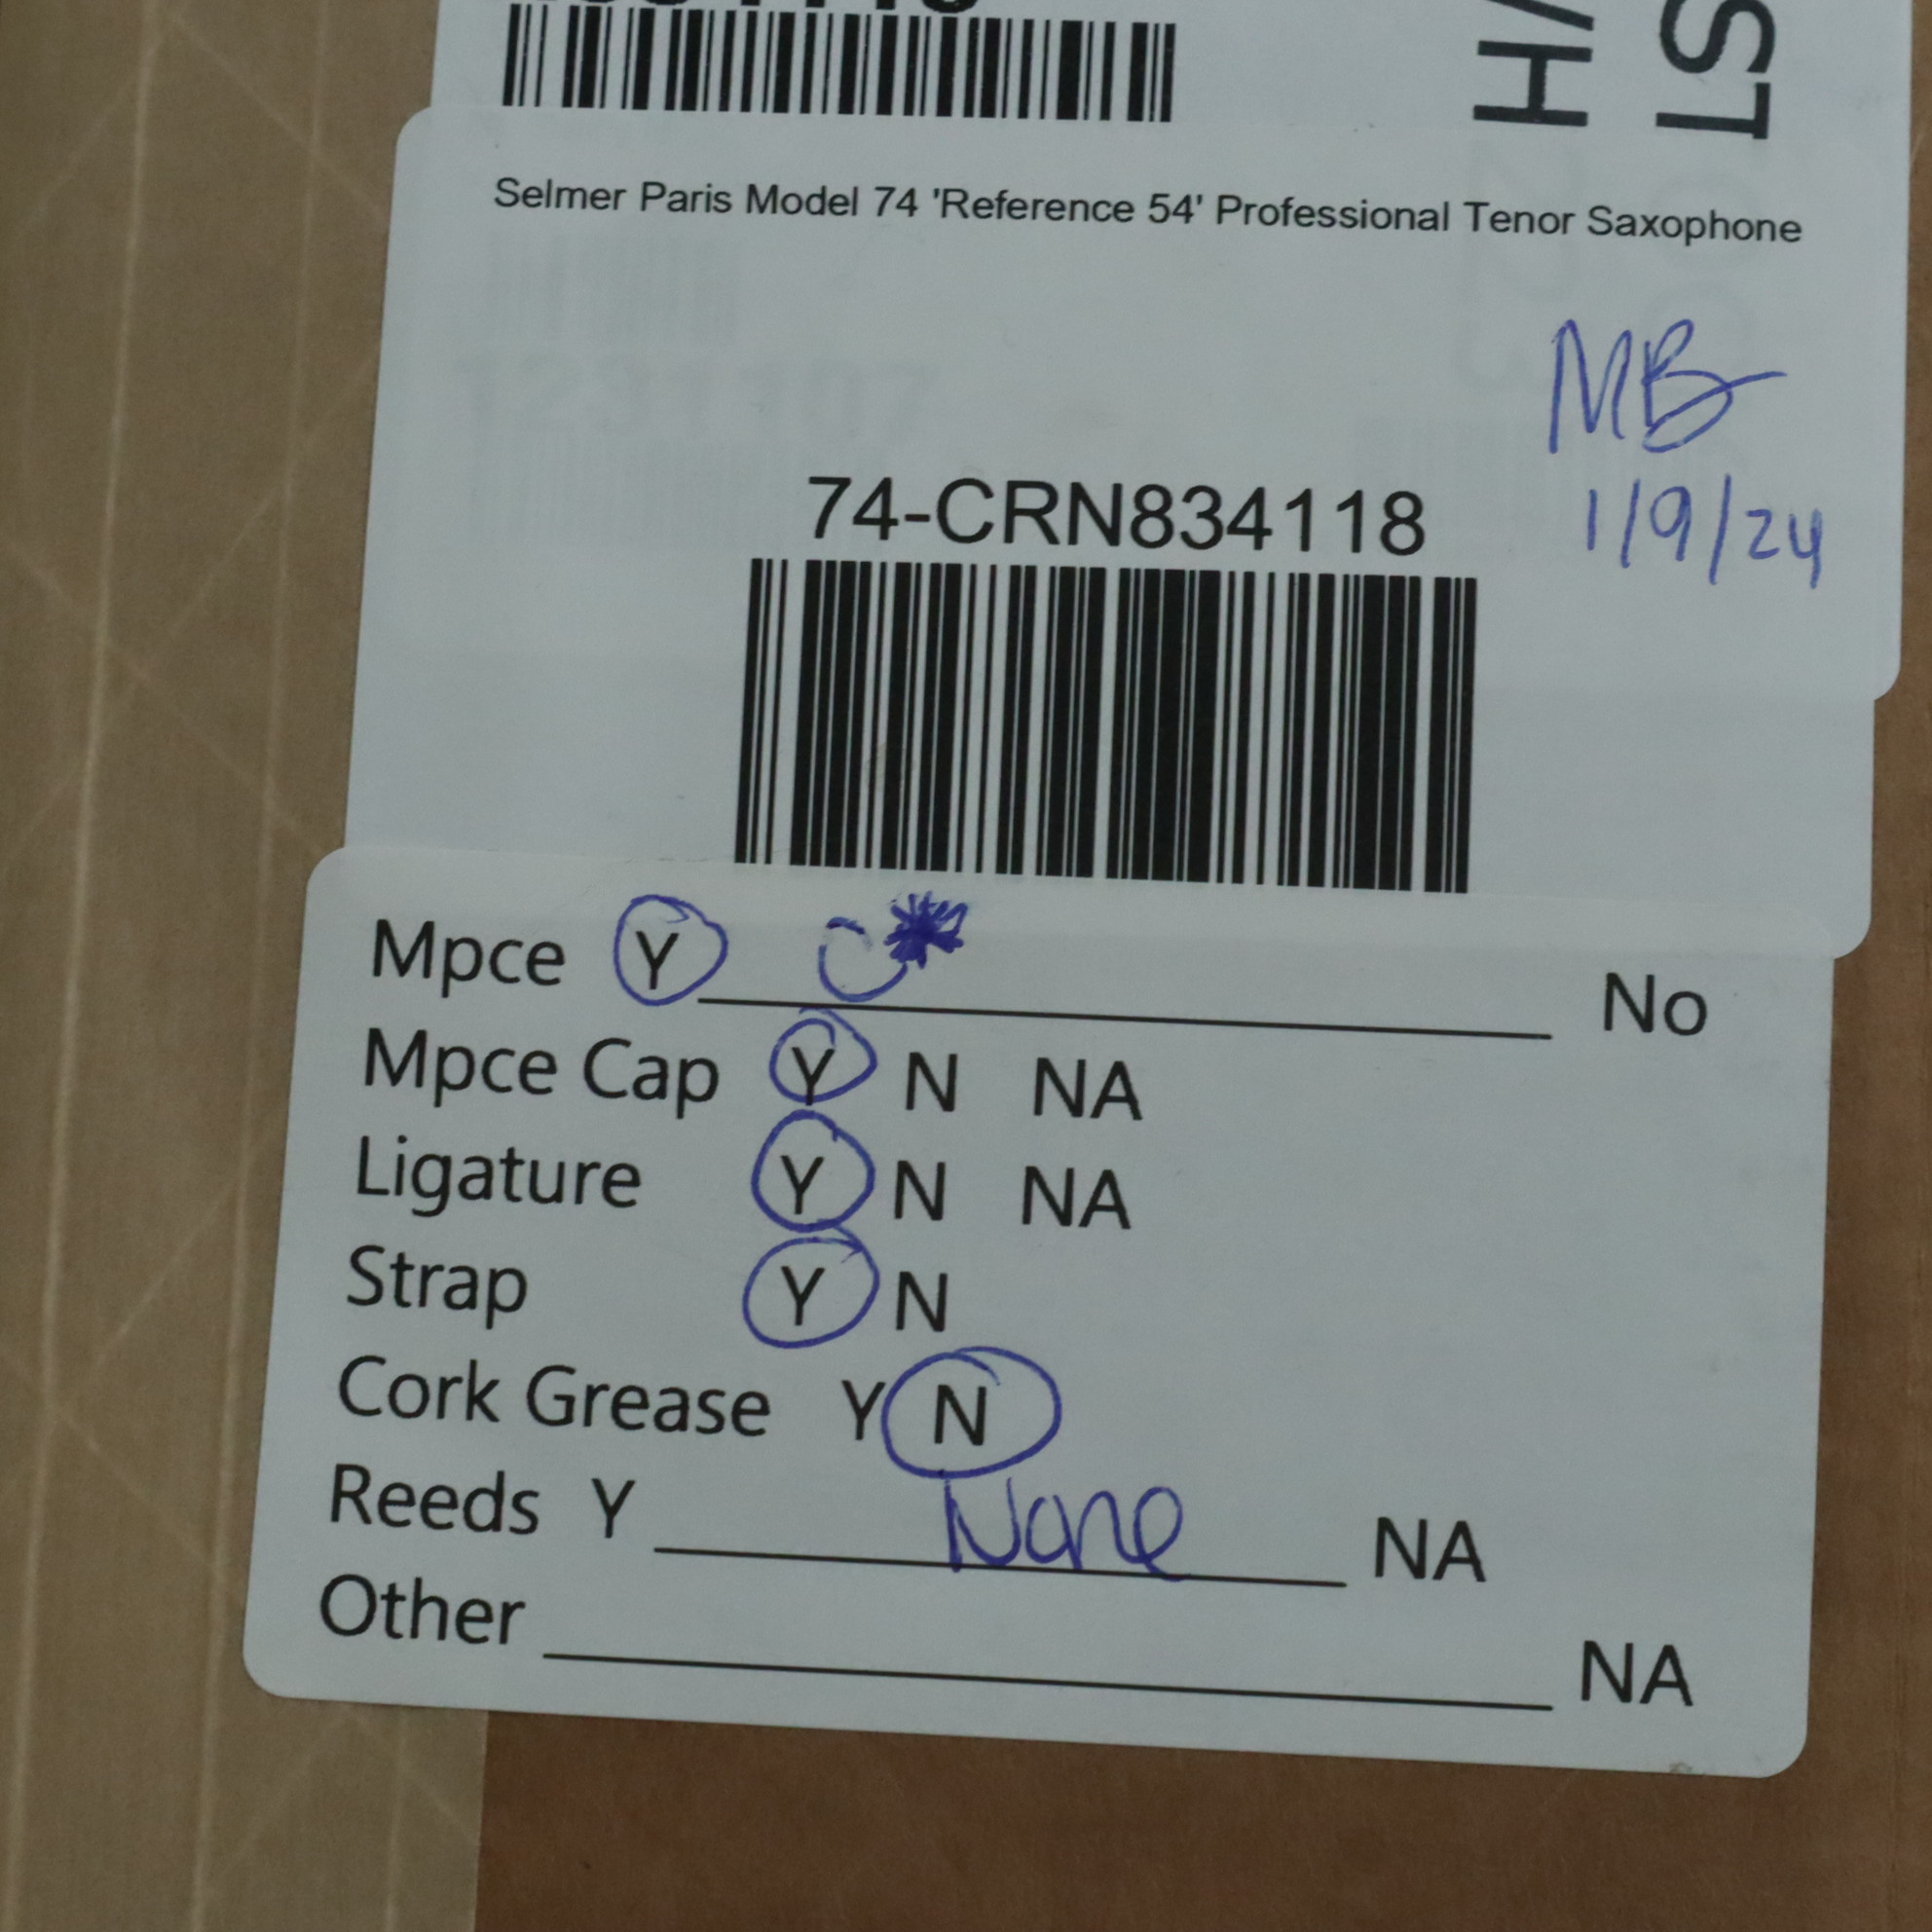 ST
/H
Selmer Paris Model 74 'Reference 54' Professional Tenor Saxophone
MB
1/9/24
74-CRN834118
Mpce Y C* No
Mpce Cap Y N NA
Ligature Y N NA
Strap Y N
Cork Grease Y N
Reeds Y None NA
Other NA